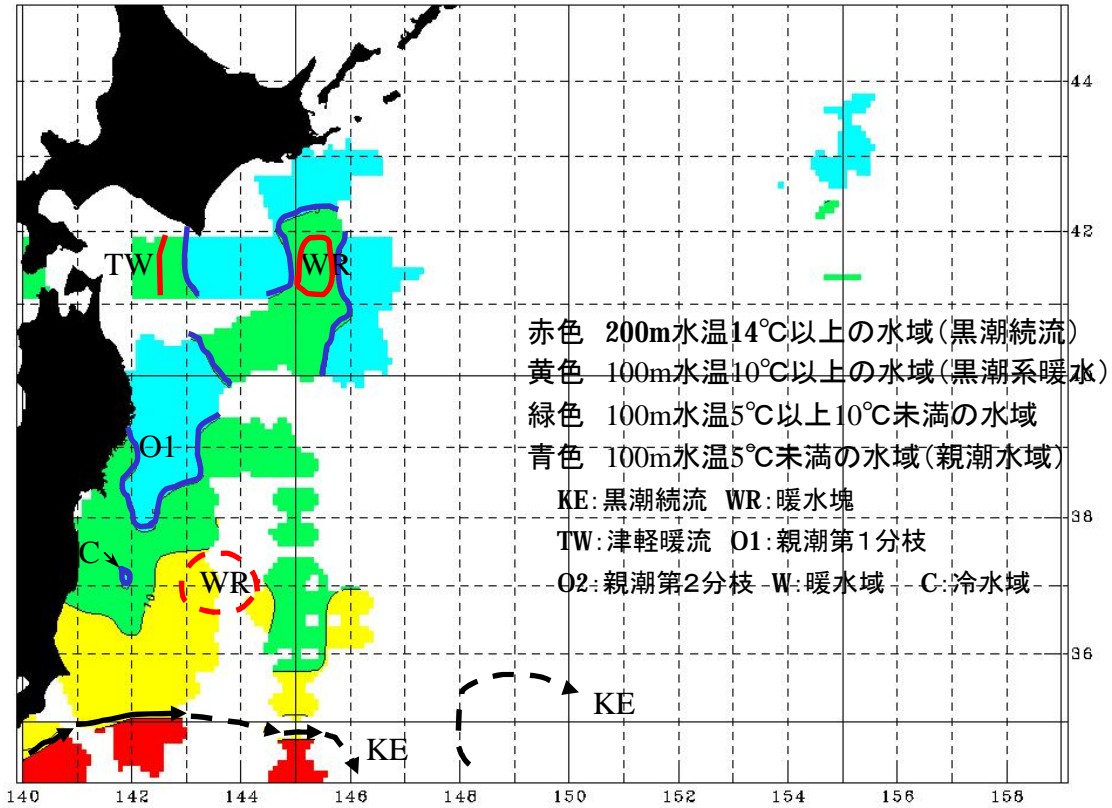 44
42
TW
WR
赤色 200m水温14℃以上の水域(黒潮続流)
黄色 100m水温10℃以上の水域(黒潮系暖水)
緑色 100m水温5℃以上10℃未満の水域
青色 100m水温5℃未満の水域(親潮水域)
O1
KE:黒潮続流 WR:暖水塊
38
TW:津軽暖流 O1:親潮第1分枝
C
WR
O2:親潮第2分枝 W:暖水域 C:冷水域
10
36
KE
KE
140 142 144 146 148 150 152 154 156 158